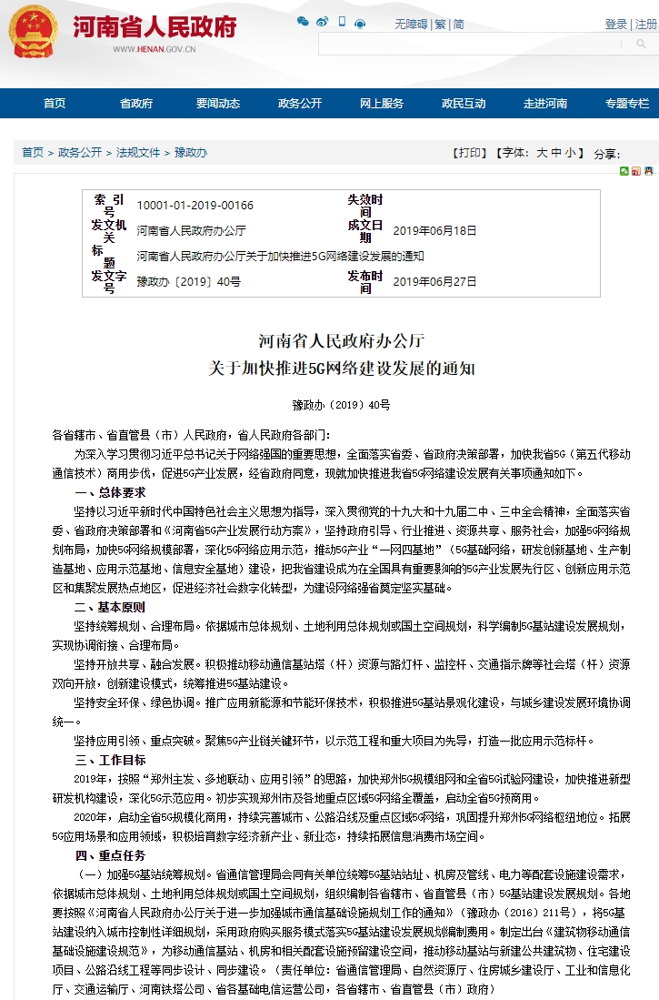 河南省人民政府
WWW.HENAN.GOV.CN
无障碍|繁|简
登录|注册
首页 省政府 要闻动态 政务公开 网上服务 政民互动 走进河南 专题专栏
首页 > 政务公开 > 法规文件 > 豫政办
【打印】【字体：大 中 小】 分享：
索 引号 10001-01-2019-00166 失效时间
发文机关 河南省人民政府办公厅 成文日期 2019年06月18日
标题 河南省人民政府办公厅关于加快推进5G网络建设发展的通知
发文字号 豫政办〔2019〕40号 发布时间 2019年06月27日
河南省人民政府办公厅
关于加快推进5G网络建设发展的通知
豫政办〔2019〕40号
各省辖市、省直管县（市）人民政府，省人民政府各部门：
为深入学习贯彻习近平总书记关于网络强国的重要思想，全面落实省委、省政府决策部署，加快我省5G（第五代移动
通信技术）商用步伐，促进5G产业发展，经省政府同意，现就加快推进我省5G网络建设发展有关事项通知如下。
一、总体要求
坚持以习近平新时代中国特色社会主义思想为指导，深入贯彻党的十九大和十九届二中、三中全会精神，全面落实省
委、省政府决策部署和《河南省5G产业发展行动方案》，坚持政府引导、行业推进、资源共享、服务社会，加强5G网络规
划布局，加快5G网络规模部署，深化5G网络应用示范，推动5G产业“一网四基地”（5G基础网络，研发创新基地、生产制
造基地、应用示范基地、信息安全基地）建设，把我省建设成为在全国具有重要影响的5G产业发展先行区、创新应用示范
区和集聚发展热点地区，促进经济社会数字化转型，为建设网络强省奠定坚实基础。
二、基本原则
坚持统筹规划、合理布局。依据城市总体规划、土地利用总体规划或国土空间规划，科学编制5G基站建设发展规划，
实现协调衔接、合理布局。
坚持开放共享、融合发展。积极推动移动通信基站塔（杆）资源与路灯杆、监控杆、交通指示牌等社会塔（杆）资源
双向开放，创新建设模式，统筹推进5G基站建设。
坚持安全环保、绿色协调。推广应用新能源和节能环保技术，积极推进5G基站景观化建设，与城乡建设发展环境协调
统一。
坚持应用引领、重点突破。聚焦5G产业链关键环节，以示范工程和重大项目为先导，打造一批应用示范标杆。
三、工作目标
2019年，按照“郑州主发、多地联动、应用引领”的思路，加快郑州5G规模组网和全省5G试验网建设，加快推进新型
研发机构建设，深化5G示范应用。初步实现郑州市及各地重点区域5G网络全覆盖，启动全省5G预商用。
2020年，启动全省5G规模化商用，持续完善城市、公路沿线及重点区域5G网络，巩固提升郑州5G网络枢纽地位。拓展
5G应用场景和应用领域，积极培育数字经济新产业、新业态，持续拓展信息消费市场空间。
四、重点任务
（一）加强5G基站统筹规划。省通信管理局会同有关单位统筹5G基站站址、机房及管线、电力等配套设施建设需求，
依据城市总体规划、土地利用总体规划或国土空间规划，组织编制各省辖市、省直管县（市）5G基站建设发展规划。各地
要按照《河南省人民政府办公厅关于进一步加强城市通信基础设施规划工作的通知》（豫政办〔2016〕211号），将5G基
站建设纳入城市控制性详细规划，采用政府购买服务模式落实5G基站建设发展规划编制费用。制定出台《建筑物移动通信
基础设施建设规范》，为移动通信基站、机房和相关配套设施预留建设空间，推动移动基站与新建公共建筑物、住宅建设
项目、公路沿线工程等同步设计、同步建设。（责任单位：省通信管理局、自然资源厅、住房城乡建设厅、工业和信息化
厅、交通运输厅、河南铁塔公司、省各基础电信运营公司，各省辖市、省直管县（市）政府）